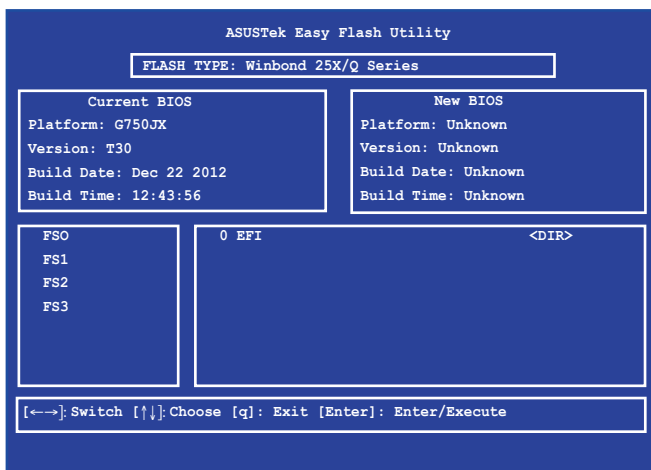 ASUSTek Easy Flash Utility
FLASH TYPE: Winbond 25X/Q Series
Current BIOS
Platform: G750JX
Version: T30
Build Date: Dec 22 2012
Build Time: 12:43:56
New BIOS
Platform: Unknown
Version: Unknown
Build Date: Unknown
Build Time: Unknown
FSO
FS1
FS2
FS3
0 EFI <DIR>
[←→]: Switch [↑↓]: Choose [q]: Exit [Enter]: Enter/Execute